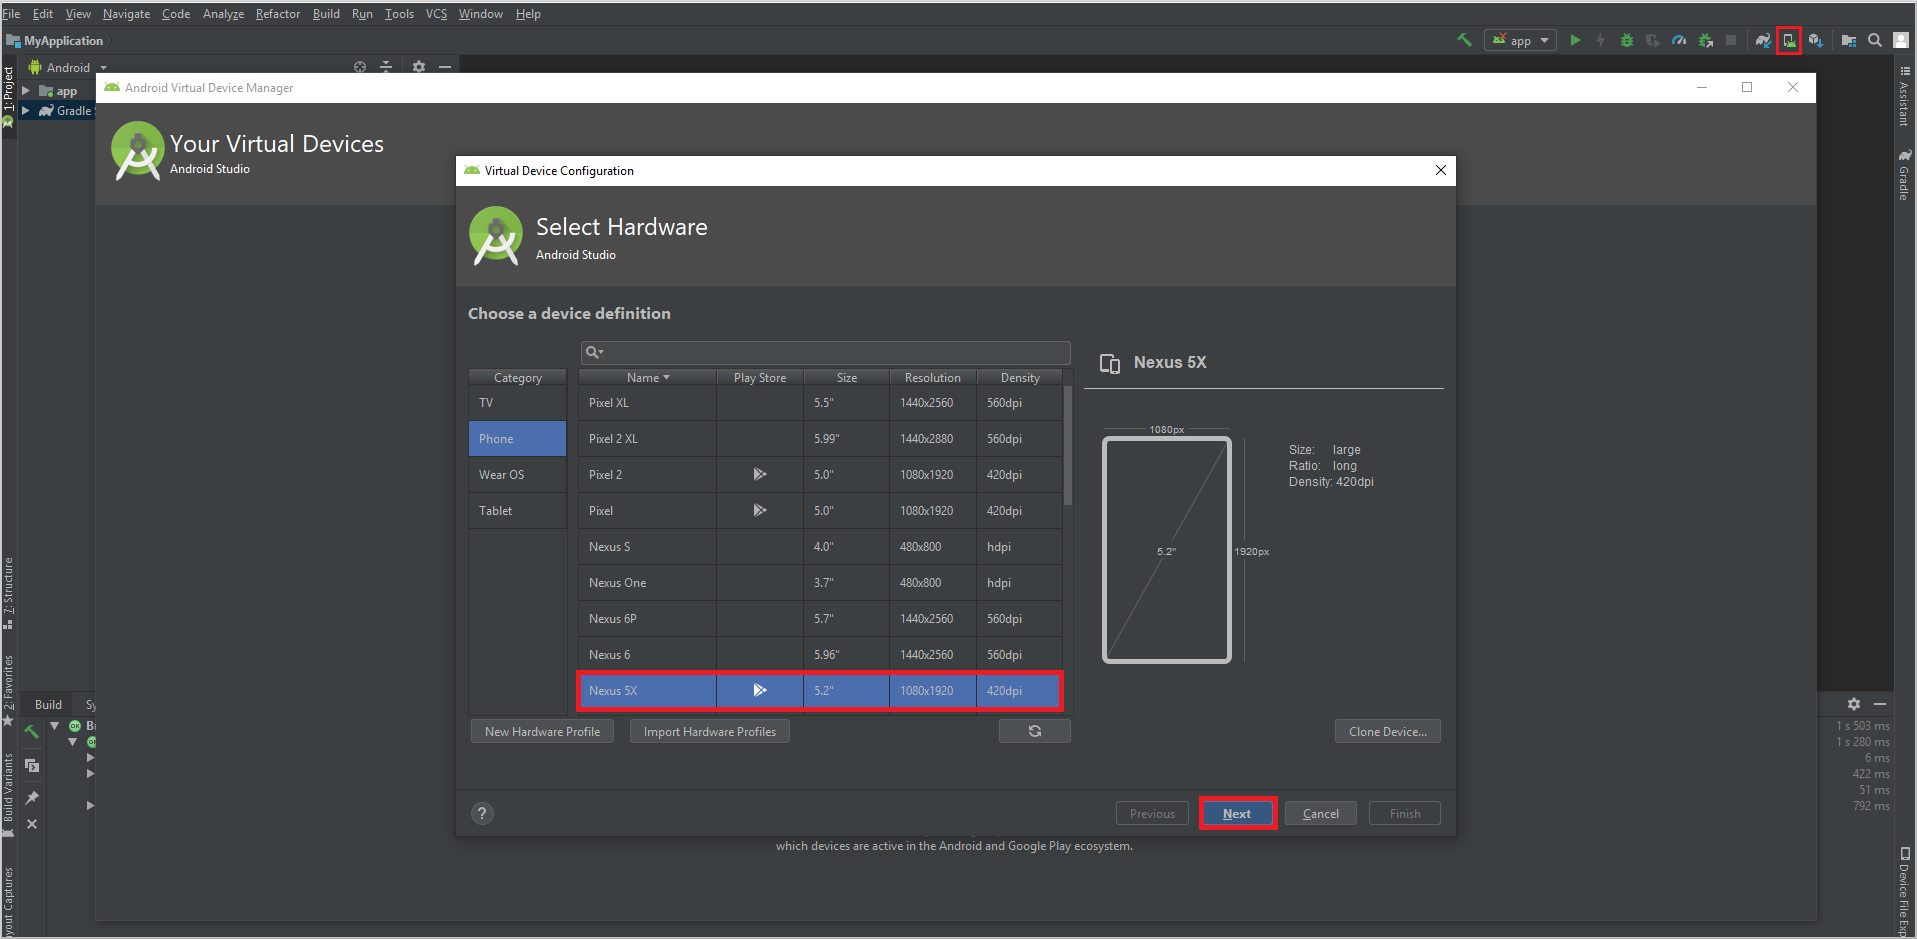 File Edit View Navigate Code Analyze Refactor Build Run Tools VCS Window Help
MyApplication
app
Android
1: Project
app
Gradle
Android Virtual Device Manager
Your Virtual Devices
Android Studio
Virtual Device Configuration
Select Hardware
Android Studio
Choose a device definition
Category
TV
Phone
Wear OS
Tablet
Name Play Store Size Resolution Density
Pixel XL 5.5" 1440x2560 560dpi
Pixel 2 XL 5.99" 1440x2880 560dpi
Pixel 2 5.0" 1080x1920 420dpi
Pixel 5.0" 1080x1920 420dpi
Nexus S 4.0" 480x800 hdpi
Nexus One 3.7" 480x800 hdpi
Nexus 6P 5.7" 1440x2560 560dpi
Nexus 6 5.96" 1440x2560 560dpi
Nexus 5X 5.2" 1080x1920 420dpi
Nexus 5X
1080px
5.2"
1920px
Size: large
Ratio: long
Density: 420dpi
New Hardware Profile
Import Hardware Profiles
Clone Device...
?
Previous
Next
Cancel
Finish
which devices are active in the Android and Google Play ecosystem.
Assistant
Gradle
Device File Exp
7: Structure
2: Favorites
Build Variants
yout Captures
Build Sy
OK B
1 s 503 ms
1 s 280 ms
6 ms
422 ms
51 ms
792 ms